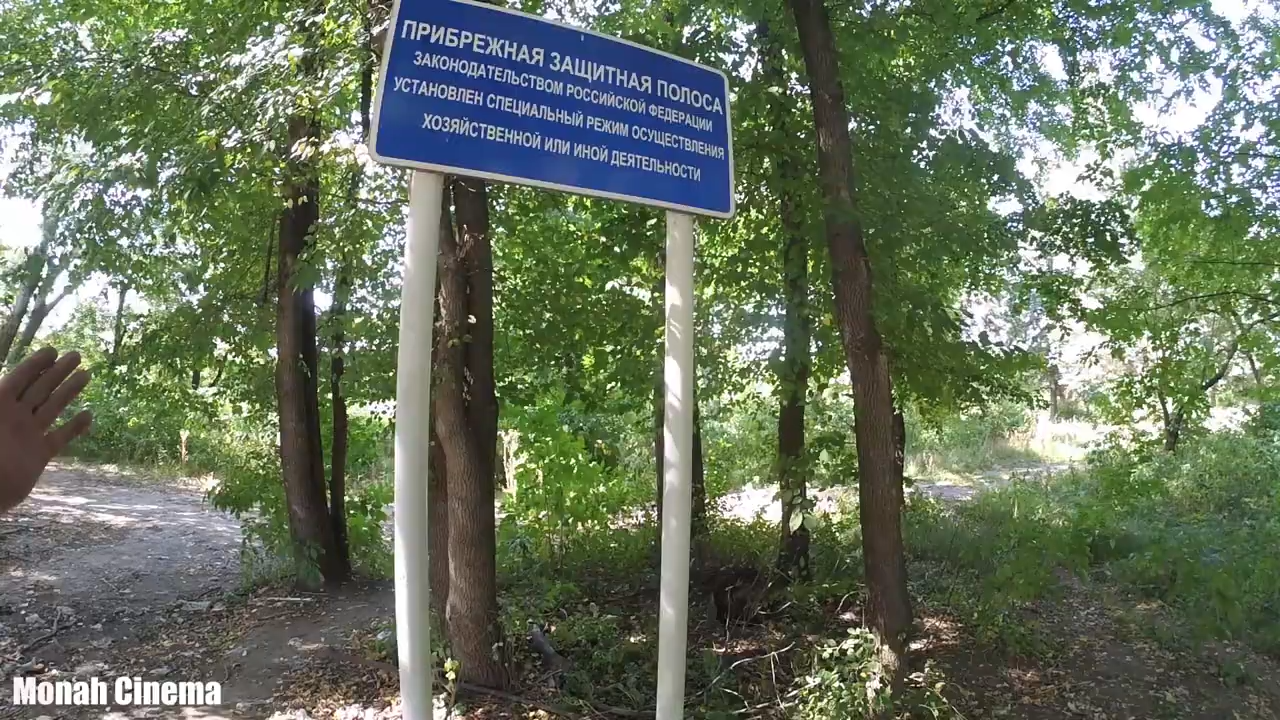 ПРИБРЕЖНАЯ ЗАЩИТНАЯ ПОЛОСА
ЗАКОНОДАТЕЛЬСТВОМ РОССИЙСКОЙ ФЕДЕРАЦИИ
УСТАНОВЛЕН СПЕЦИАЛЬНЫЙ РЕЖИМ ОСУЩЕСТВЛЕНИЯ
ХОЗЯЙСТВЕННОЙ ИЛИ ИНОЙ ДЕЯТЕЛЬНОСТИ
Monah Cinema